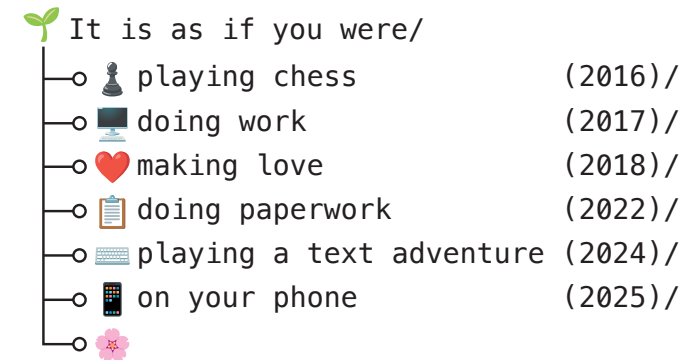 It is as if you were/
playing chess (2016)/
doing work (2017)/
making love (2018)/
doing paperwork (2022)/
playing a text adventure (2024)/
on your phone (2025)/